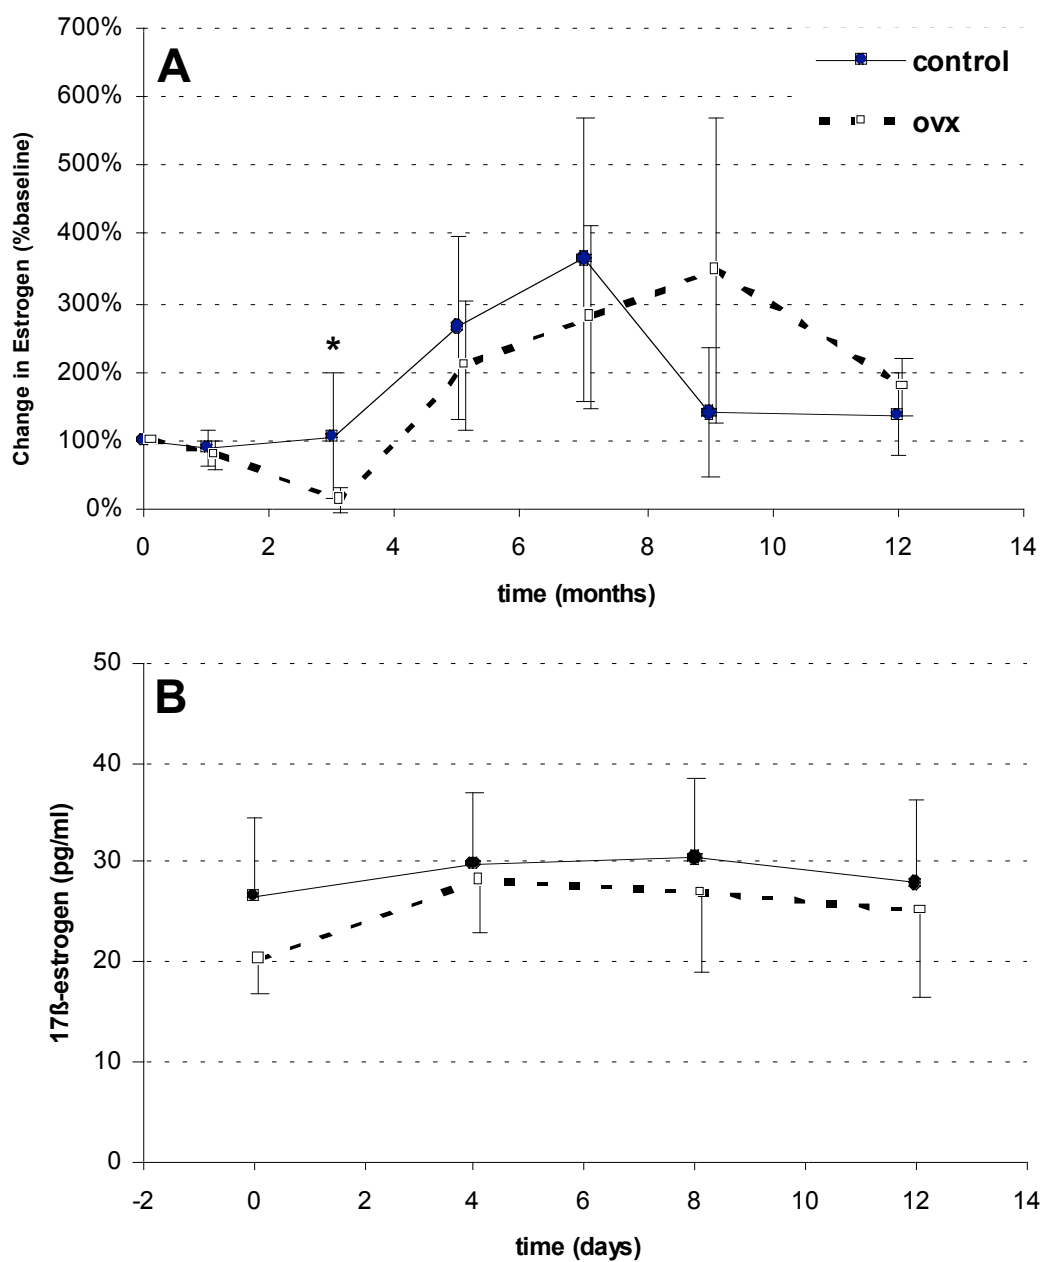 700%
A
control
600%
ovx
500%
400%
300%
*
200%
100%
0%
Change in Estrogen (%baseline)
0 2 4 6 8 10 12 14
time (months)
50
B
40
30
20
10
0
17ß-estrogen (pg/ml)
-2 0 2 4 6 8 10 12 14
time (days)